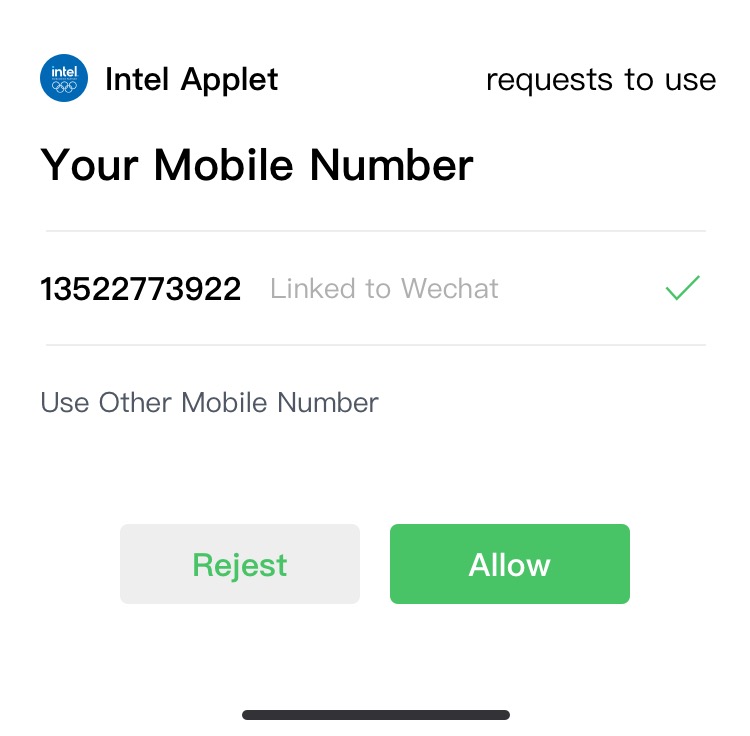 intel
Intel Applet requests to use
Your Mobile Number
13522773922 Linked to Wechat
Use Other Mobile Number
Rejest Allow